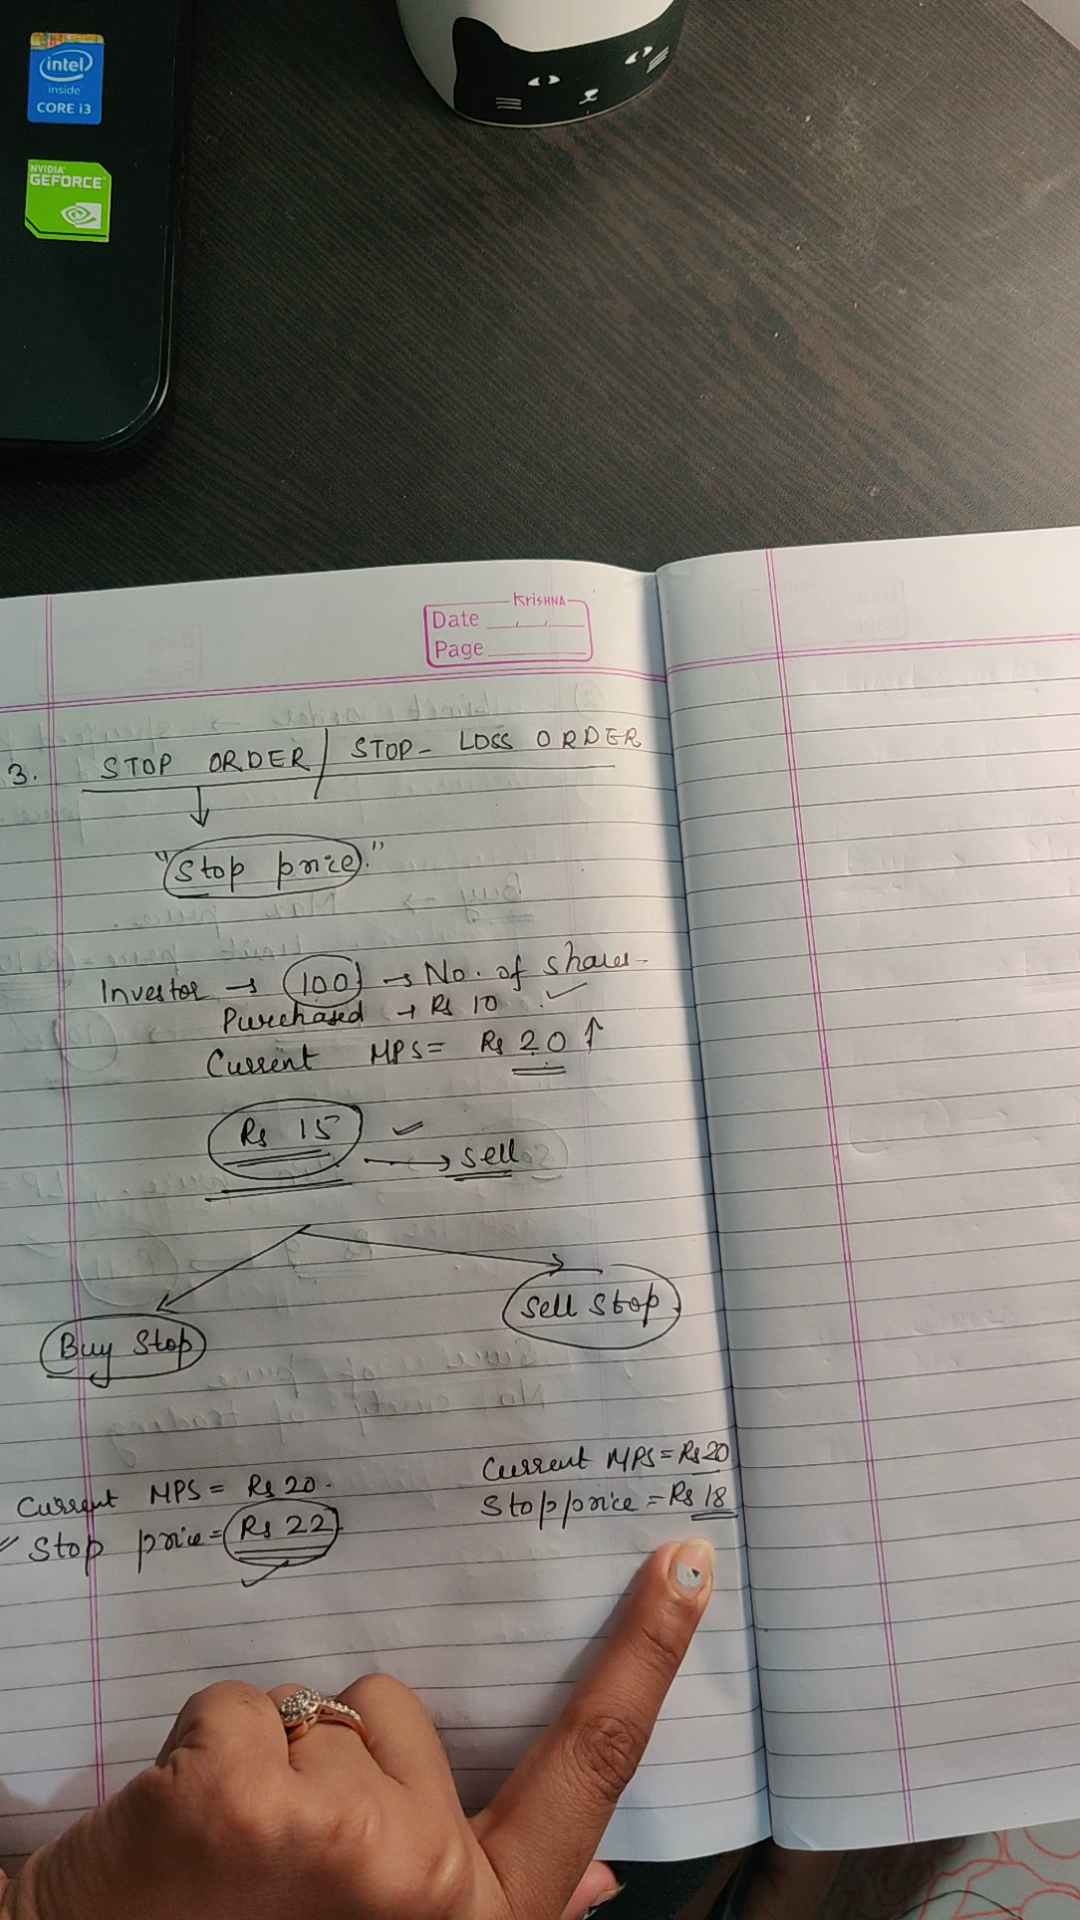 intel
inside
CORE i3
NVIDIA
GEFORCE
KRISHNA
Date
Page
3. STOP ORDER / STOP- LOSS ORDER
"Stop price."
Investor → 100 → No. of shares-
Purchased → Rs 10 ✓
Current MPS = Rs 20 ↑
Rs 15 ✓
→ sell
Sell Stop
Buy Stop
Current MPS = Rs 20
Stop price = Rs 18
Current MPS = Rs 20.
Stop price = Rs 22